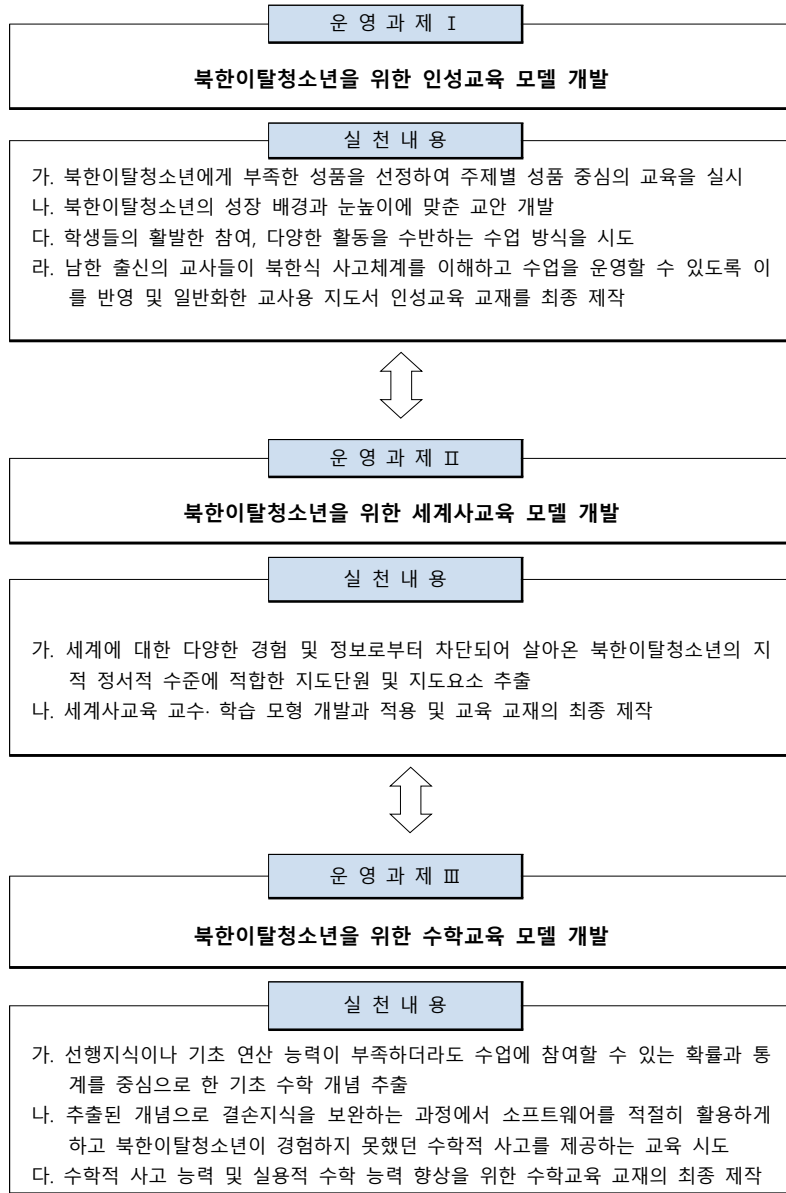 운 영 과 제 Ⅰ
북한이탈청소년을 위한 인성교육 모델 개발
실 천 내 용
가. 북한이탈청소년에게 부족한 성품을 선정하여 주제별 성품 중심의 교육을 실시
나. 북한이탈청소년의 성장 배경과 눈높이에 맞춘 교안 개발
다. 학생들의 활발한 참여, 다양한 활동을 수반하는 수업 방식을 시도
라. 남한 출신의 교사들이 북한식 사고체계를 이해하고 수업을 운영할 수 있도록 이
를 반영 및 일반화한 교사용 지도서 인성교육 교재를 최종 제작
운 영 과 제 Ⅱ
북한이탈청소년을 위한 세계사교육 모델 개발
실 천 내 용
가. 세계에 대한 다양한 경험 및 정보로부터 차단되어 살아온 북한이탈청소년의 지
적 정서적 수준에 적합한 지도단원 및 지도요소 추출
나. 세계사교육 교수· 학습 모형 개발과 적용 및 교육 교재의 최종 제작
운 영 과 제 Ⅲ
북한이탈청소년을 위한 수학교육 모델 개발
실 천 내 용
가. 선행지식이나 기초 연산 능력이 부족하더라도 수업에 참여할 수 있는 확률과 통
계를 중심으로 한 기초 수학 개념 추출
나. 추출된 개념으로 결손지식을 보완하는 과정에서 소프트웨어를 적절히 활용하게
하고 북한이탈청소년이 경험하지 못했던 수학적 사고를 제공하는 교육 시도
다. 수학적 사고 능력 및 실용적 수학 능력 향상을 위한 수학교육 교재의 최종 제작